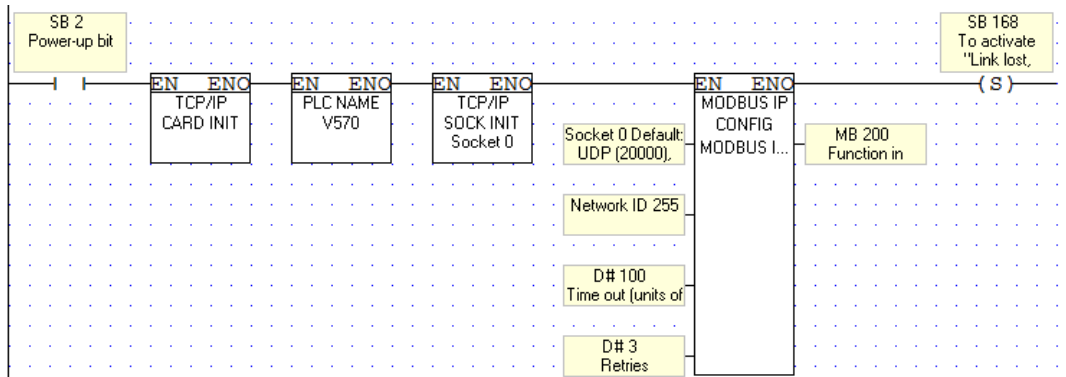 SB 2
Power-up bit
SB 168
To activate
"Link lost,
EN ENO
TCP/IP
CARD INIT
EN ENO
PLC NAME
V570
EN ENO
TCP/IP
SOCK INIT
Socket 0
EN ENO
MODBUS IP
CONFIG
MODBUS I...
(S)
Socket 0 Default:
UDP (20000),
MB 200
Function in
Network ID 255
D# 100
Time out (units of
D# 3
Retries